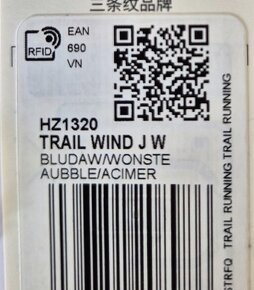 三条纹品牌
RFID
EAN
690
VN
HZ1320
TRAIL WIND J W
BLUDAW/WONSTE
AUBBLE/ACIMER
TRAIL RUNNING TRAIL RUNNING
STRFQ